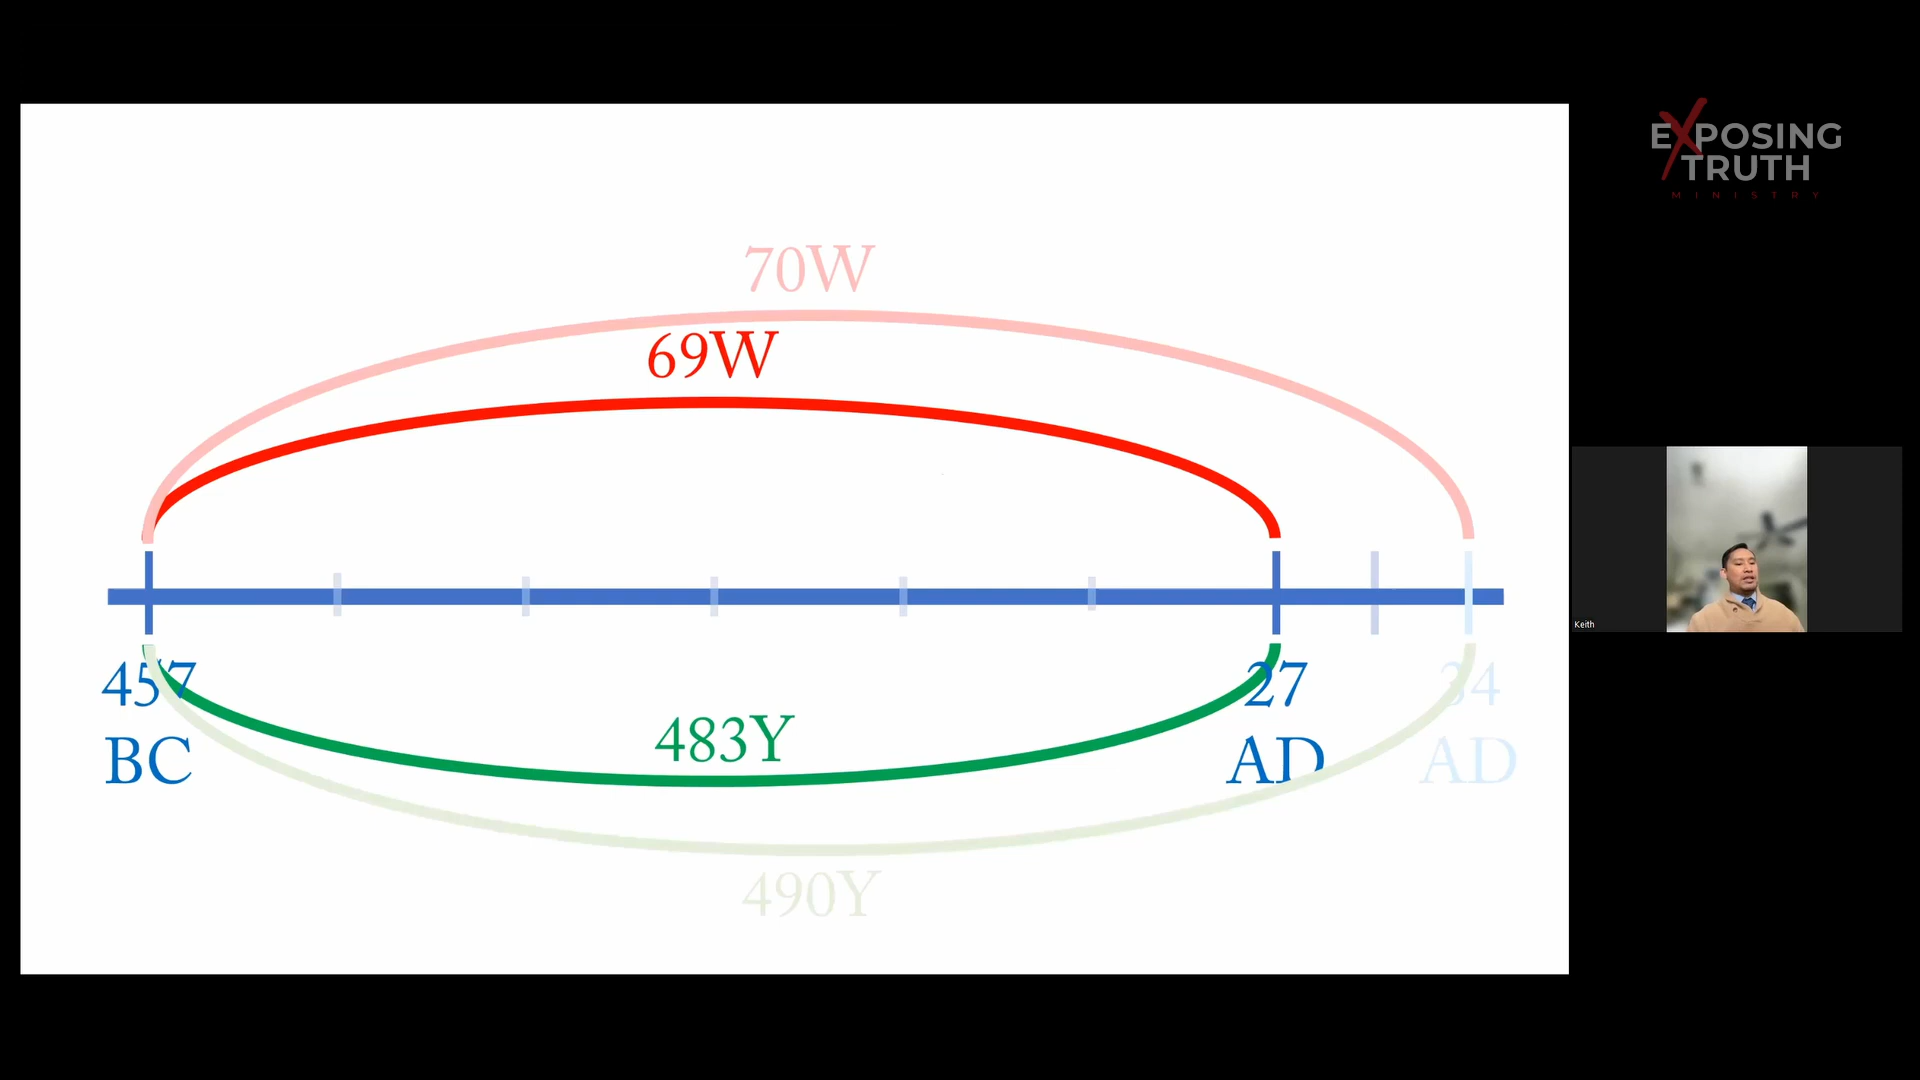 70W
69W
457
BC
27
AD
34
AD
483Y
490Y
EXPOSING
TRUTH
MINISTRY
Keith